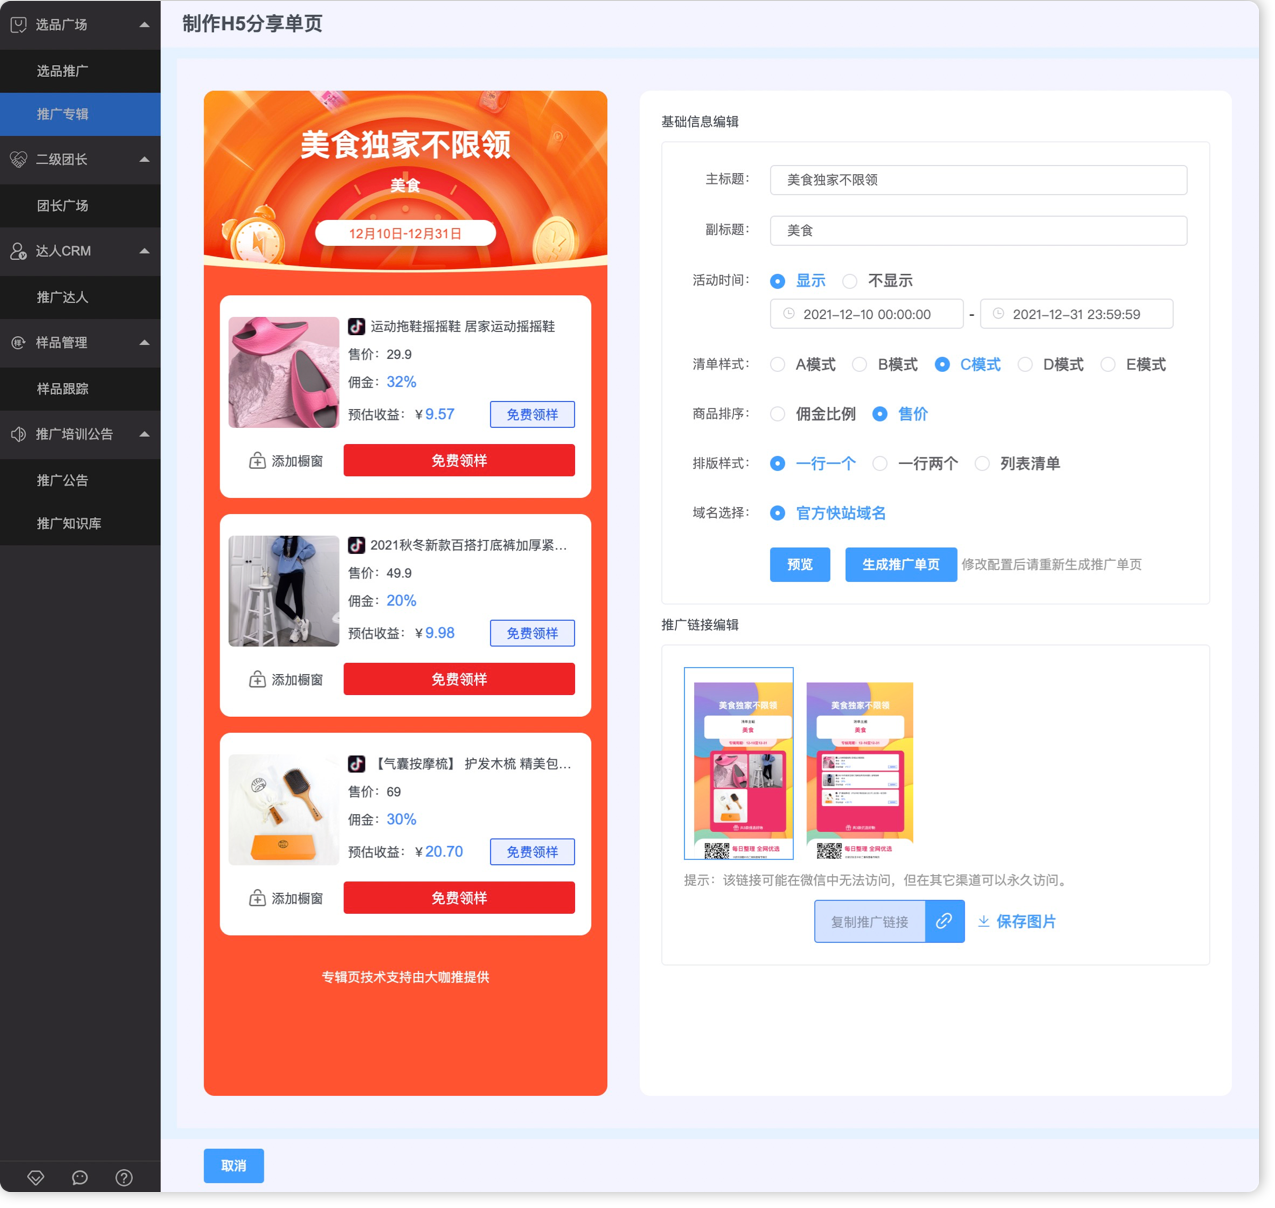 选品广场
选品推广
推广专辑
二级团长
团长广场
达人CRM
推广达人
样品管理
样品跟踪
推广培训公告
推广公告
推广知识库
制作H5分享单页
美食独家不限领
美食
12月10日-12月31日
运动拖鞋摇摇鞋 居家运动摇摇鞋
售价：29.9
佣金：32%
预估收益：￥9.57
免费领样
添加橱窗
免费领样
2021秋冬新款百搭打底裤加厚紧...
售价：49.9
佣金：20%
预估收益：￥9.98
免费领样
添加橱窗
免费领样
【气囊按摩梳】 护发木梳 精美包...
售价：69
佣金：30%
预估收益：￥20.70
免费领样
添加橱窗
免费领样
专辑页技术支持由大咖推提供
基础信息编辑
主标题： 美食独家不限领
副标题： 美食
活动时间： 显示 不显示
2021-12-10 00:00:00 - 2021-12-31 23:59:59
清单样式： A模式 B模式 C模式 D模式 E模式
商品排序： 佣金比例 售价
排版样式： 一行一个 一行两个 列表清单
域名选择： 官方快站域名
预览 生成推广单页 修改配置后请重新生成推广单页
推广链接编辑
美食独家不限领
美食
每日整理 全网优选
美食独家不限领
美食
每日整理 全网优选
提示：该链接可能在微信中无法访问，但在其它渠道可以永久访问。
复制推广链接 保存图片
取消